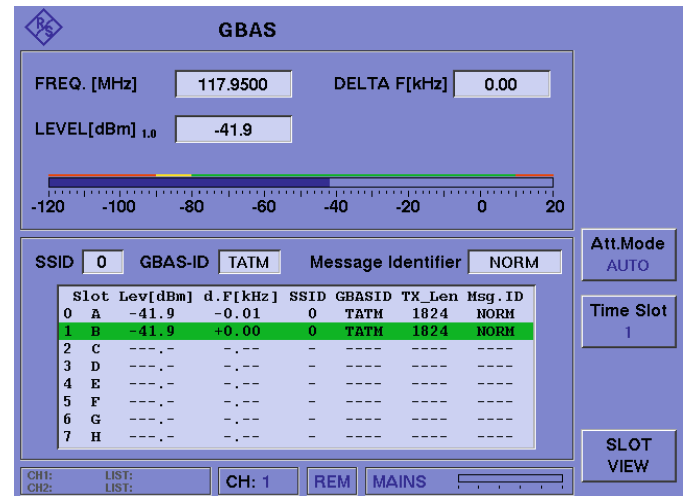 R&S
GBAS
FREQ. [MHz] 117.9500 DELTA F[kHz] 0.00
LEVEL[dBm] 1.0 -41.9
-120 -100 -80 -60 -40 -20 0 20
SSID 0 GBAS-ID TATM Message Identifier NORM
Slot Lev[dBm] d.F[kHz] SSID GBASID TX_Len Msg.ID
0 A -41.9 -0.01 0 TATM 1824 NORM
1 B -41.9 +0.00 0 TATM 1824 NORM
2 C ---.- -.-- - ---- ---- ----
3 D ---.- -.-- - ---- ---- ----
4 E ---.- -.-- - ---- ---- ----
5 F ---.- -.-- - ---- ---- ----
6 G ---.- -.-- - ---- ---- ----
7 H ---.- -.-- - ---- ---- ----
Att.Mode
AUTO
Time Slot
1
SLOT
VIEW
CH1: LIST:
CH2: LIST:
CH: 1 REM MAINS